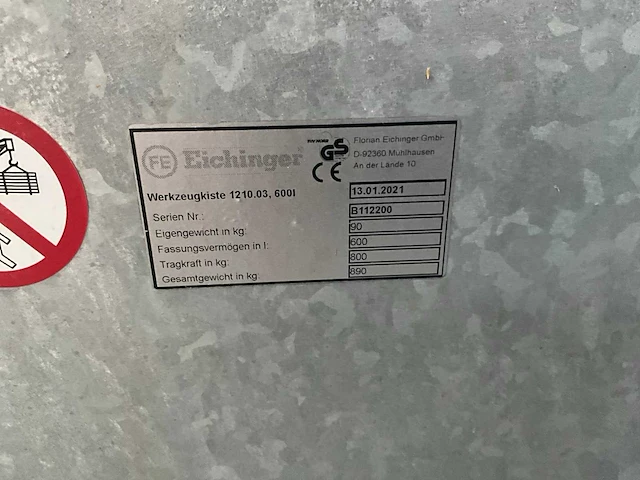 FE Eichinger
TÜV NORD
GS
CE
Florian Eichinger GmbH
D-92360 Mühlhausen
An der Lände 10
Werkzeugkiste 1210.03, 600l 13.01.2021
Serien Nr.: B112200
Eigengewicht in kg: 90
Fassungsvermögen in l: 600
Tragkraft in kg: 800
Gesamtgewicht in kg: 890